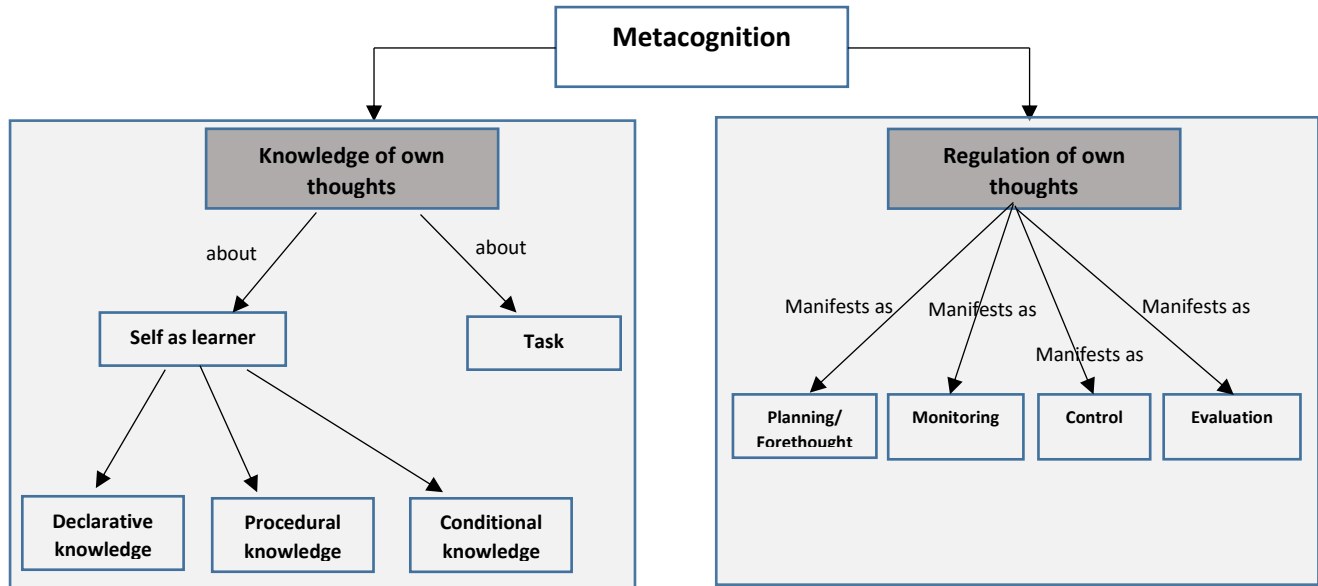 Metacognition
Knowledge of own
thoughts
about
about
Self as learner
Task
Declarative
knowledge
Procedural
knowledge
Conditional
knowledge
Regulation of own
thoughts
Manifests as
Manifests as
Manifests as
Manifests as
Planning/
Forethought
Monitoring
Control
Evaluation